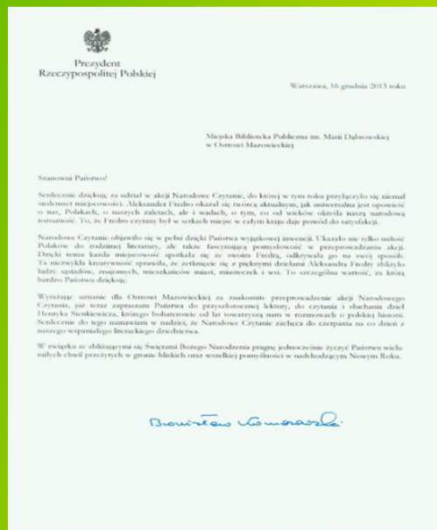 Prezydent
Rzeczypospolitej Polskiej
Warszawa, 16 grudnia 2013 roku
Miejska Biblioteka Publiczna im. Marii Dąbrowskiej
w Ostrowi Mazowieckiej
Szanowni Państwo!
Serdecznie dziękuję za udział w akcji Narodowe Czytanie, do której w tym roku przyłączyło się niemal
siedemset miejscowości. Aleksander Fredro okazał się twórcą aktualnym, jak uniwersalna jest opowieść
o nas, Polakach, o naszych zaletach, ale i wadach, o tym, co od wieków określa naszą narodową
tożsamość. To, że Fredro czytany był w setkach miejsc w całym kraju daje powód do satysfakcji.
Narodowe Czytanie objawiło się w pełni dzięki Państwa wyjątkowej inwencji. Ukazało nie tylko miłość
Polaków do rodzimej literatury, ale także fascynującą pomysłowość w przeprowadzaniu akcji.
Dzięki temu każda miejscowość spotkała się ze swoim Fredrą, odkrywała go na swój sposób.
Ta niezwykła kreatywność sprawiła, że zetknięcie się z pięknymi dziełami Aleksandra Fredry zbliżyło
ludzi: sąsiadów, znajomych, mieszkańców miast, miasteczek i wsi. To szczególna wartość, za którą
bardzo Państwu dziękuję.
Wyrażając uznanie dla Ostrowi Mazowieckiej za znakomite przeprowadzenie akcji Narodowego
Czytania, już teraz zapraszam Państwa do przyszłorocznej lektury, do czytania i słuchania dzieł
Henryka Sienkiewicza, którego bohaterowie od lat towarzyszą nam w rozmowach o polskiej historii.
Serdecznie do tego namawiam w nadziei, że Narodowe Czytanie zachęca do czerpania na co dzień z
naszego wspaniałego literackiego dziedzictwa.
W związku ze zbliżającymi się Świętami Bożego Narodzenia pragnę jednocześnie życzyć Państwu wielu
miłych chwil przeżytych w gronie bliskich oraz wszelkiej pomyślności w nadchodzącym Nowym Roku.
Bronisław Komorowski